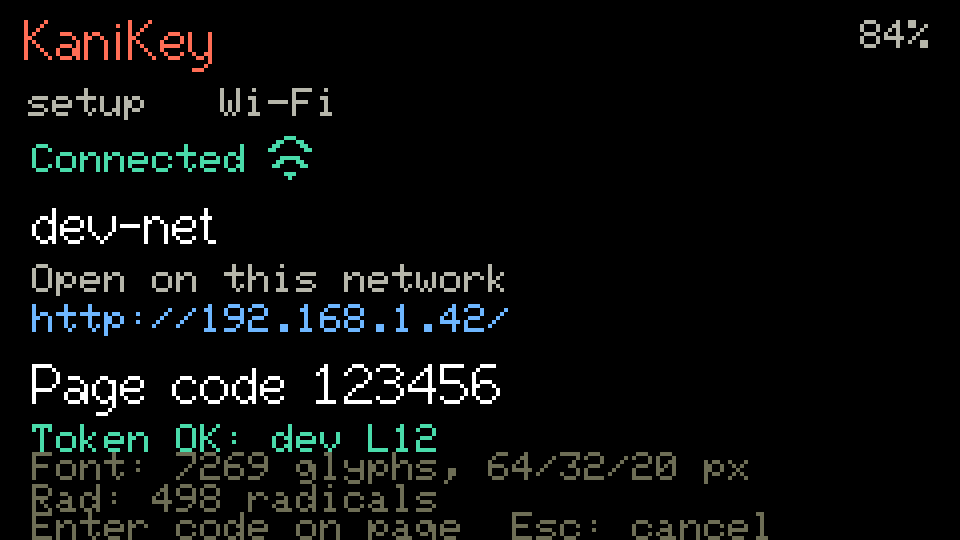 KaniKey 84%
setup Wi-Fi
Connected
dev-net
Open on this network
http://192.168.1.42/
Page code 123456
Token OK: dev L12
Font: 7269 glyphs, 64/32/20 px
Rad: 498 radicals
Enter code on page Esc: cancel